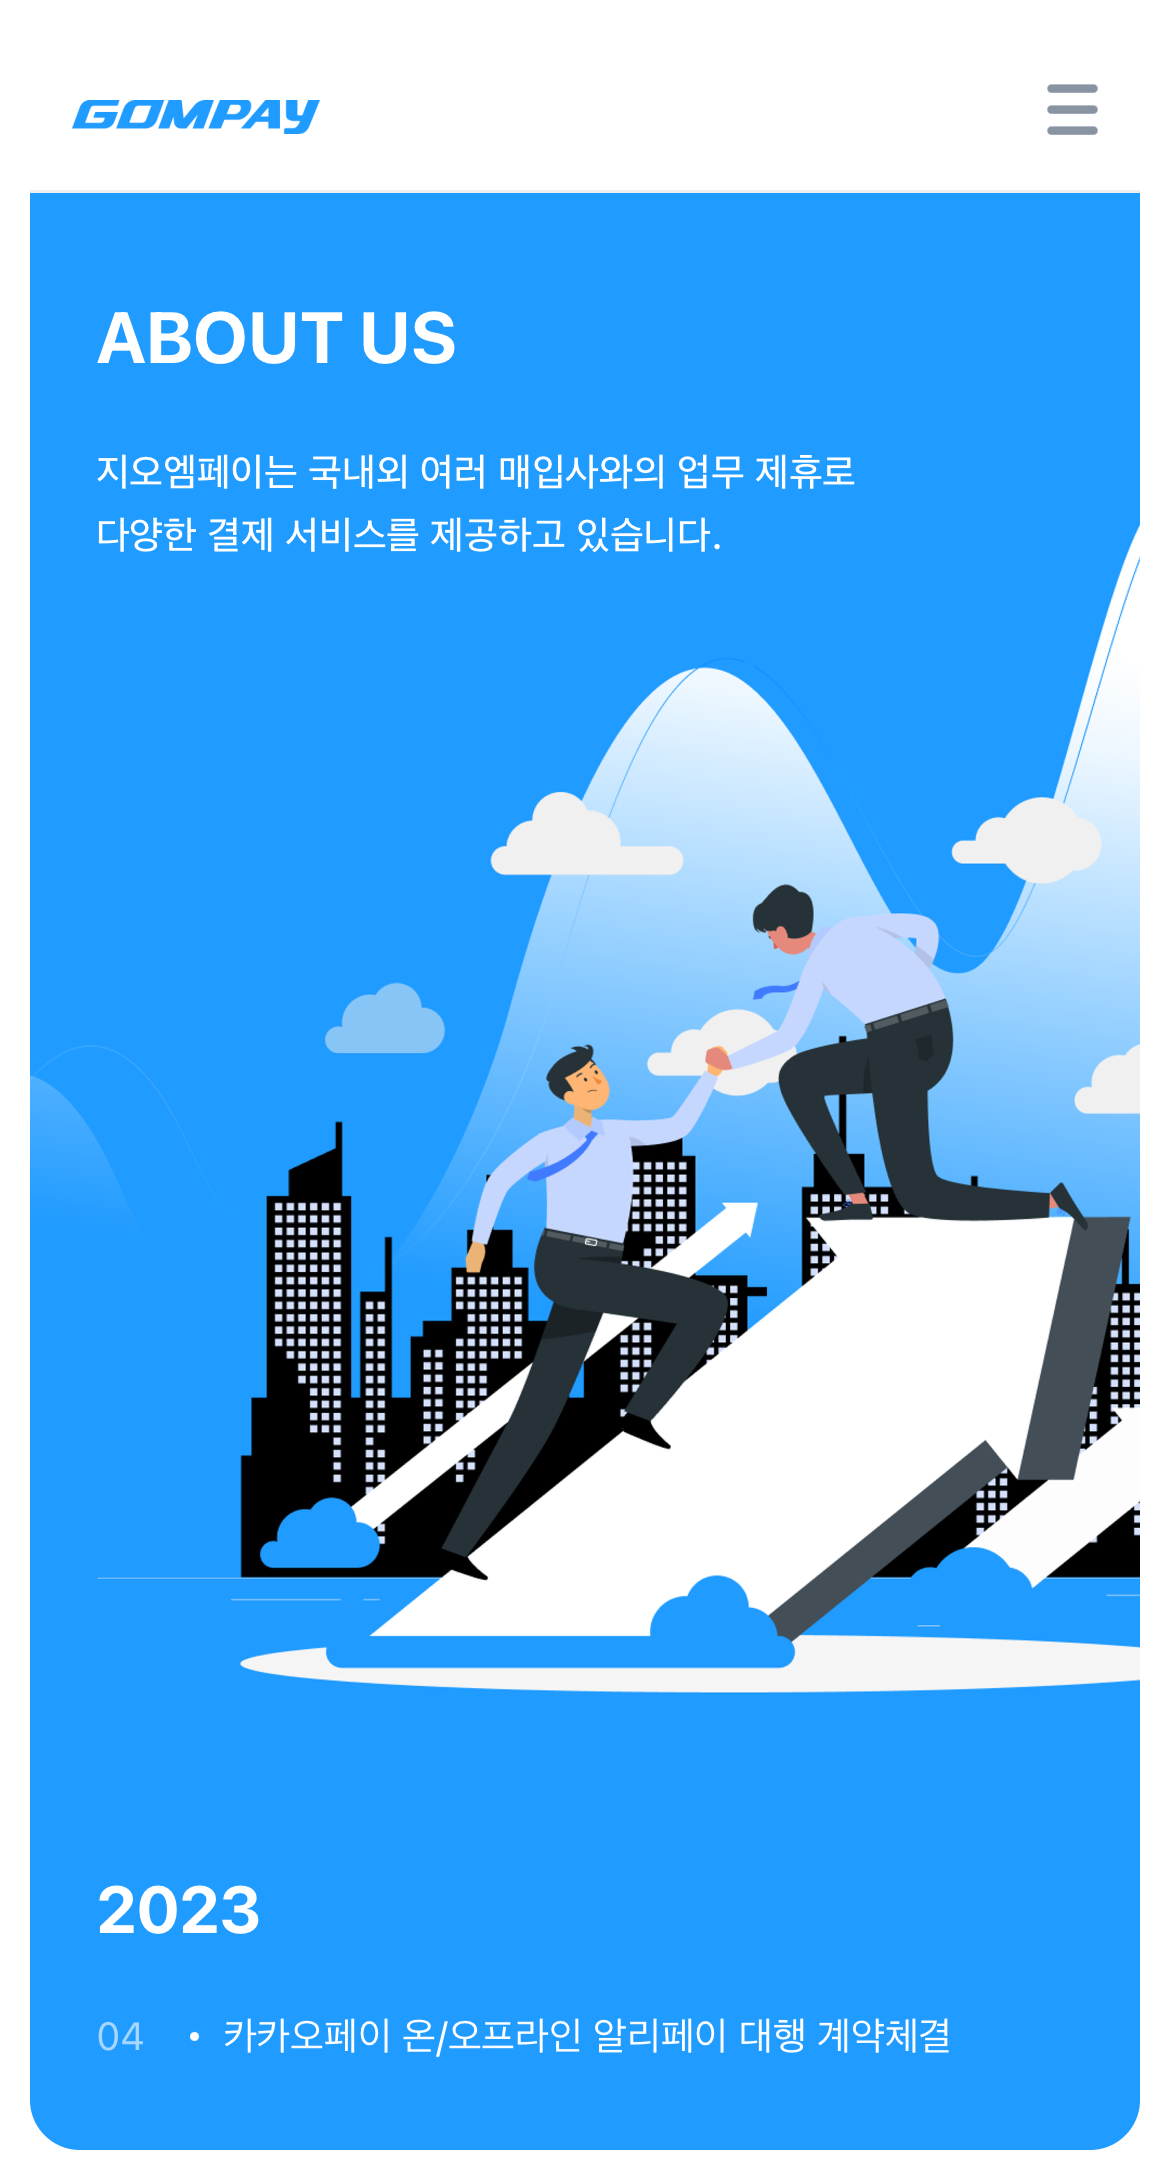 GOMPAY
ABOUT US
지오엠페이는 국내외 여러 매입사와의 업무 제휴로
다양한 결제 서비스를 제공하고 있습니다.
2023
04 • 카카오페이 온/오프라인 알리페이 대행 계약체결